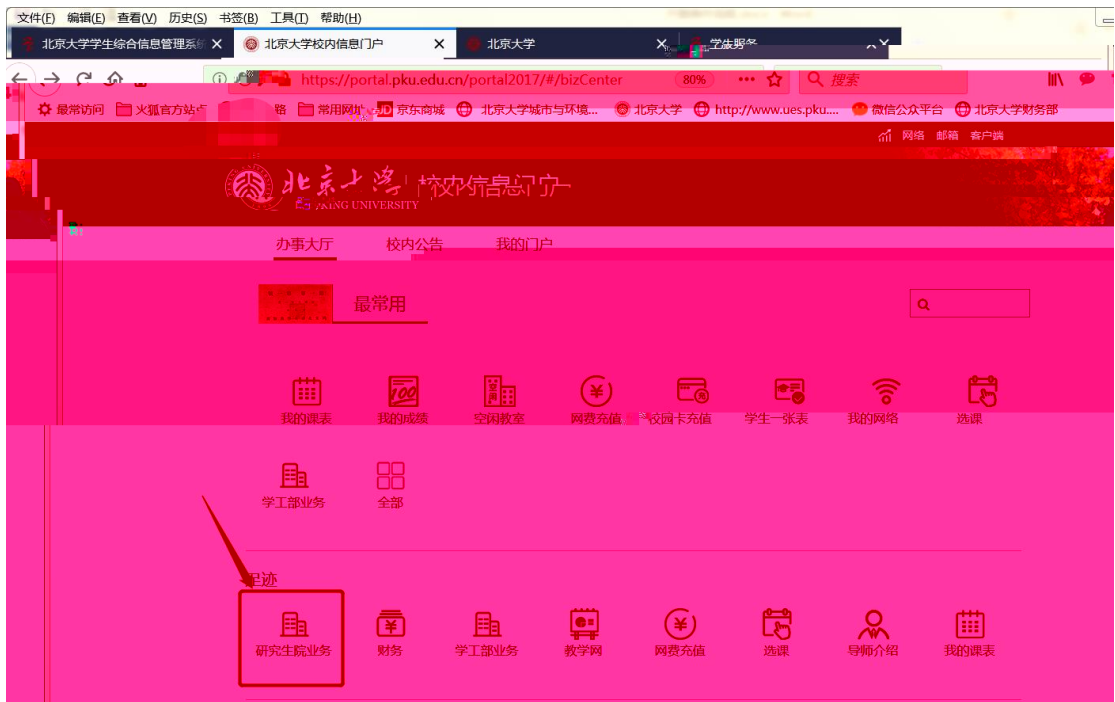 文件(F) 编辑(E) 查看(V) 历史(S) 书签(B) 工具(T) 帮助(H)
北京大学学生综合信息管理系统 北京大学校内信息门户 北京大学
https://portal.pku.edu.cn/portal2017/#/bizCenter 80% 搜索
最常访问 火狐官方站点 常用网址 JD 京东商城 北京大学城市与环境... 北京大学 http://www.ues.pku.... 微信公众平台 北京大学财务部
网络 邮箱 客户端
北京大学 校内信息门户
UNIVERSITY
办事大厅 校内公告 我的门户
最常用
我的课表 我的成绩 空闲教室 网费充值 校园卡充值 学生一张表 我的网络 选课
学工部业务 全部
足迹
研究生院业务 财务 学工部业务 教学网 网费充值 选课 导师介绍 我的课表